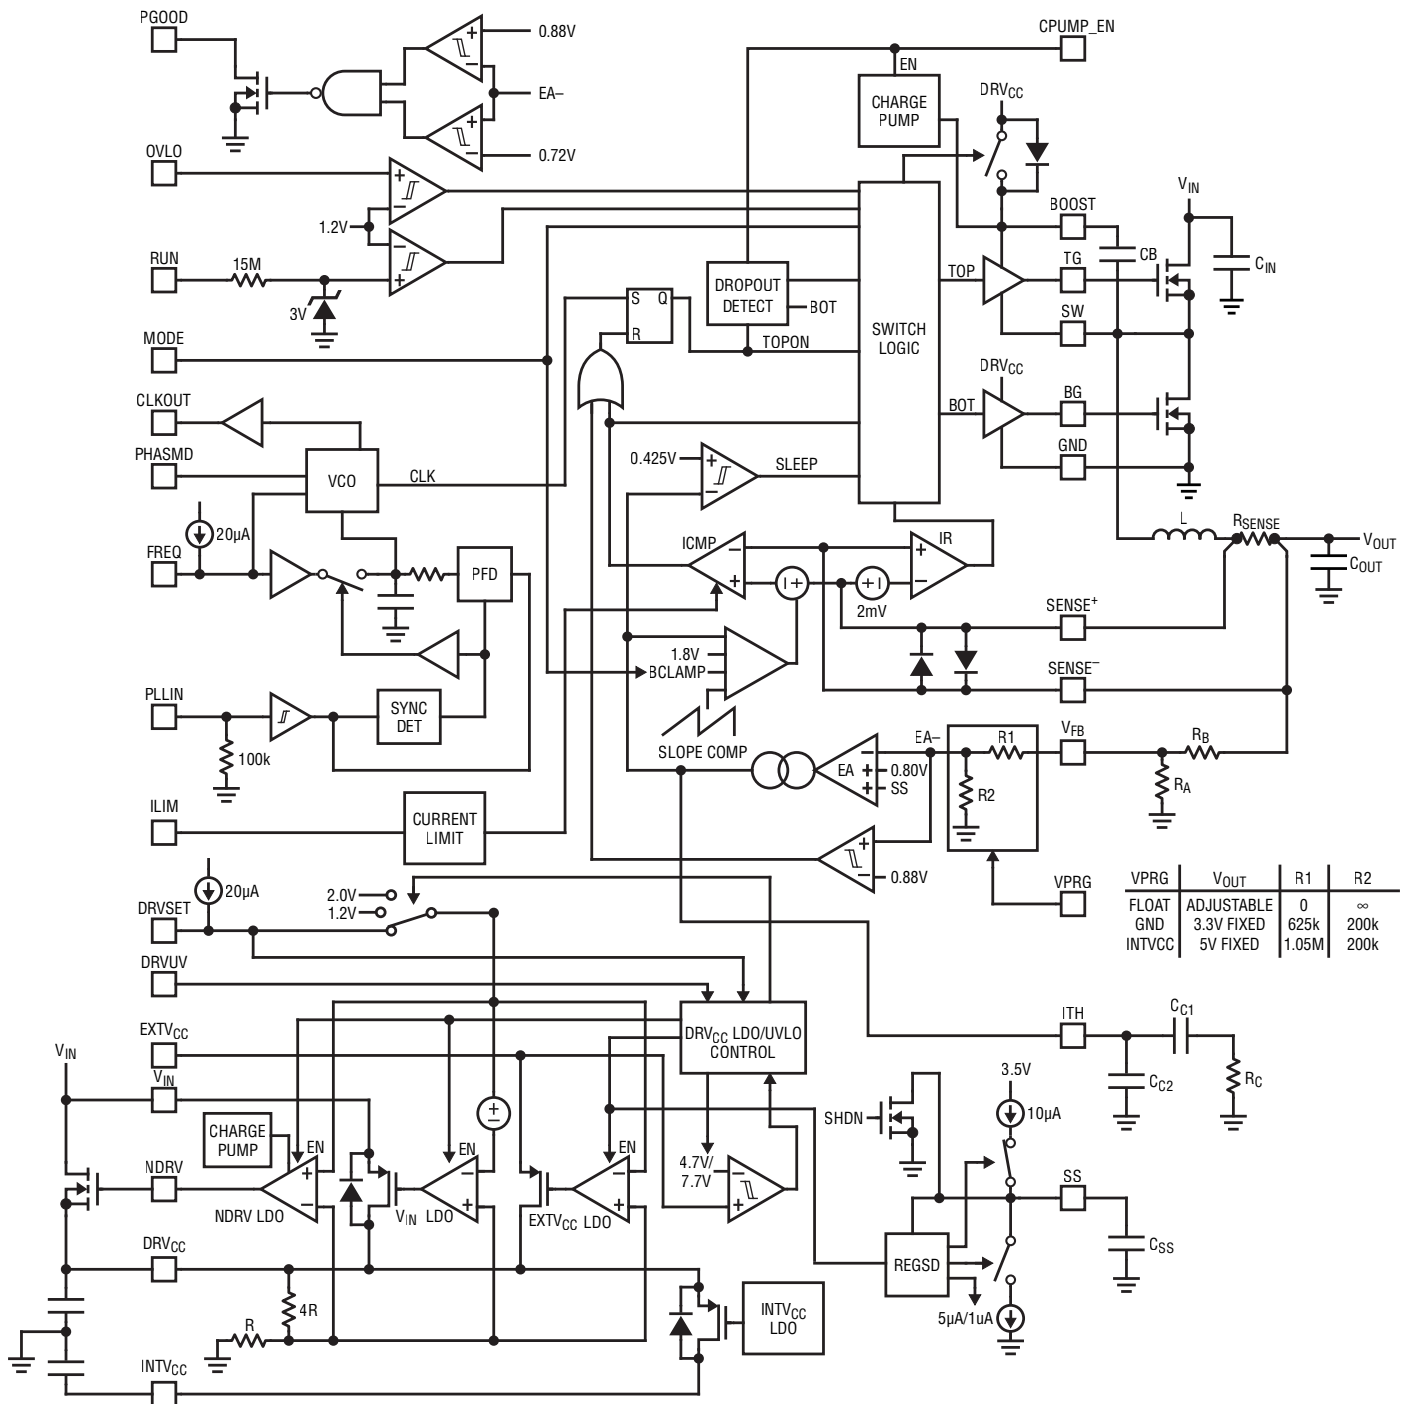 PGOOD
0.88V
EA–
0.72V
CPUMP_EN
EN
CHARGE
PUMP
DRVCC
OVLO
1.2V
RUN
15M
3V
MODE
BOOST
VIN
CB
CIN
TOP
TG
SW
DROPOUT
DETECT
BOT
S Q
R
TOPON
SWITCH
LOGIC
DRVCC
BOT
BG
GND
CLKOUT
PHASMD
VCO
CLK
0.425V
SLEEP
20µA
FREQ
PFD
ICMP
IR
2mV
L
RSENSE
VOUT
COUT
SENSE+
SENSE–
1.8V
BCLAMP
SLOPE COMP
PLLIN
100k
SYNC
DET
EA–
R1
R2
VFB
RB
RA
EA
0.80V
SS
ILIM
CURRENT
LIMIT
0.88V
VPRG
VPRG VOUT R1 R2
FLOAT ADJUSTABLE 0 ∞
GND 3.3V FIXED 625k 200k
INTVCC 5V FIXED 1.05M 200k
20µA
2.0V
1.2V
DRVSET
DRVUV
EXTVCC
VIN
VIN
DRVCC LDO/UVLO
CONTROL
ITH
CC1
CC2
RC
CHARGE
PUMP
EN
EN
EN
NDRV
NDRV LDO
VIN LDO
EXTVCC LDO
4.7V/
7.7V
SHDN
3.5V
10µA
SS
CSS
REGSD
5µA/1uA
DRVCC
4R
R
INTVCC
LDO
INTVCC